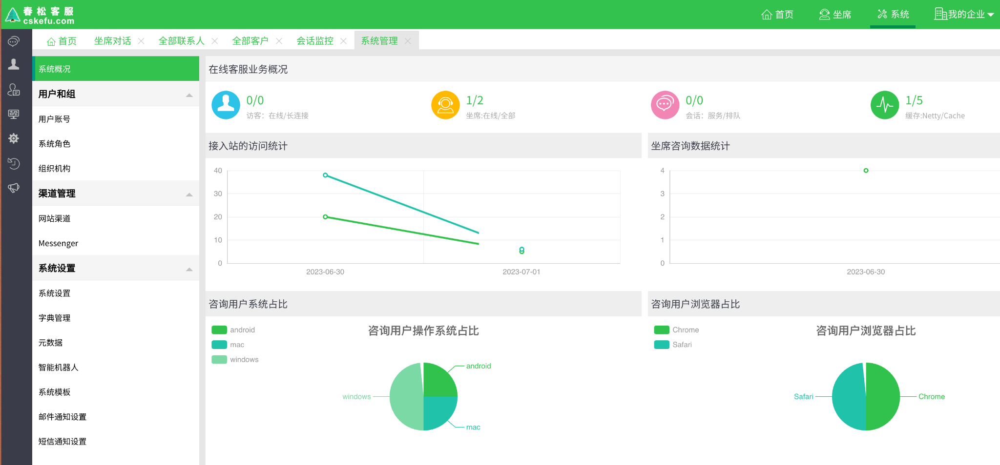 春松客服
cskefu.com
首页
坐席
系统
我的企业
首页
坐席对话
全部联系人
全部客户
会话监控
系统管理
系统概况
用户和组
用户账号
系统角色
组织机构
渠道管理
网站渠道
Messenger
系统设置
系统设置
字典管理
元数据
智能机器人
系统模板
邮件通知设置
短信通知设置
在线客服业务概况
0/0
访客：在线/长连接
1/2
坐席:在线/全部
0/0
会话：服务/排队
1/5
缓存:Netty/Cache
接入站的访问统计
40
30
20
10
0
2023-06-30
2023-07-01
坐席咨询数据统计
4
3
2
1
0
2023-06-30
咨询用户系统占比
android
mac
windows
咨询用户操作系统占比
android
windows
mac
咨询用户浏览器占比
Chrome
Safari
咨询用户浏览器占比
Safari
Chrome